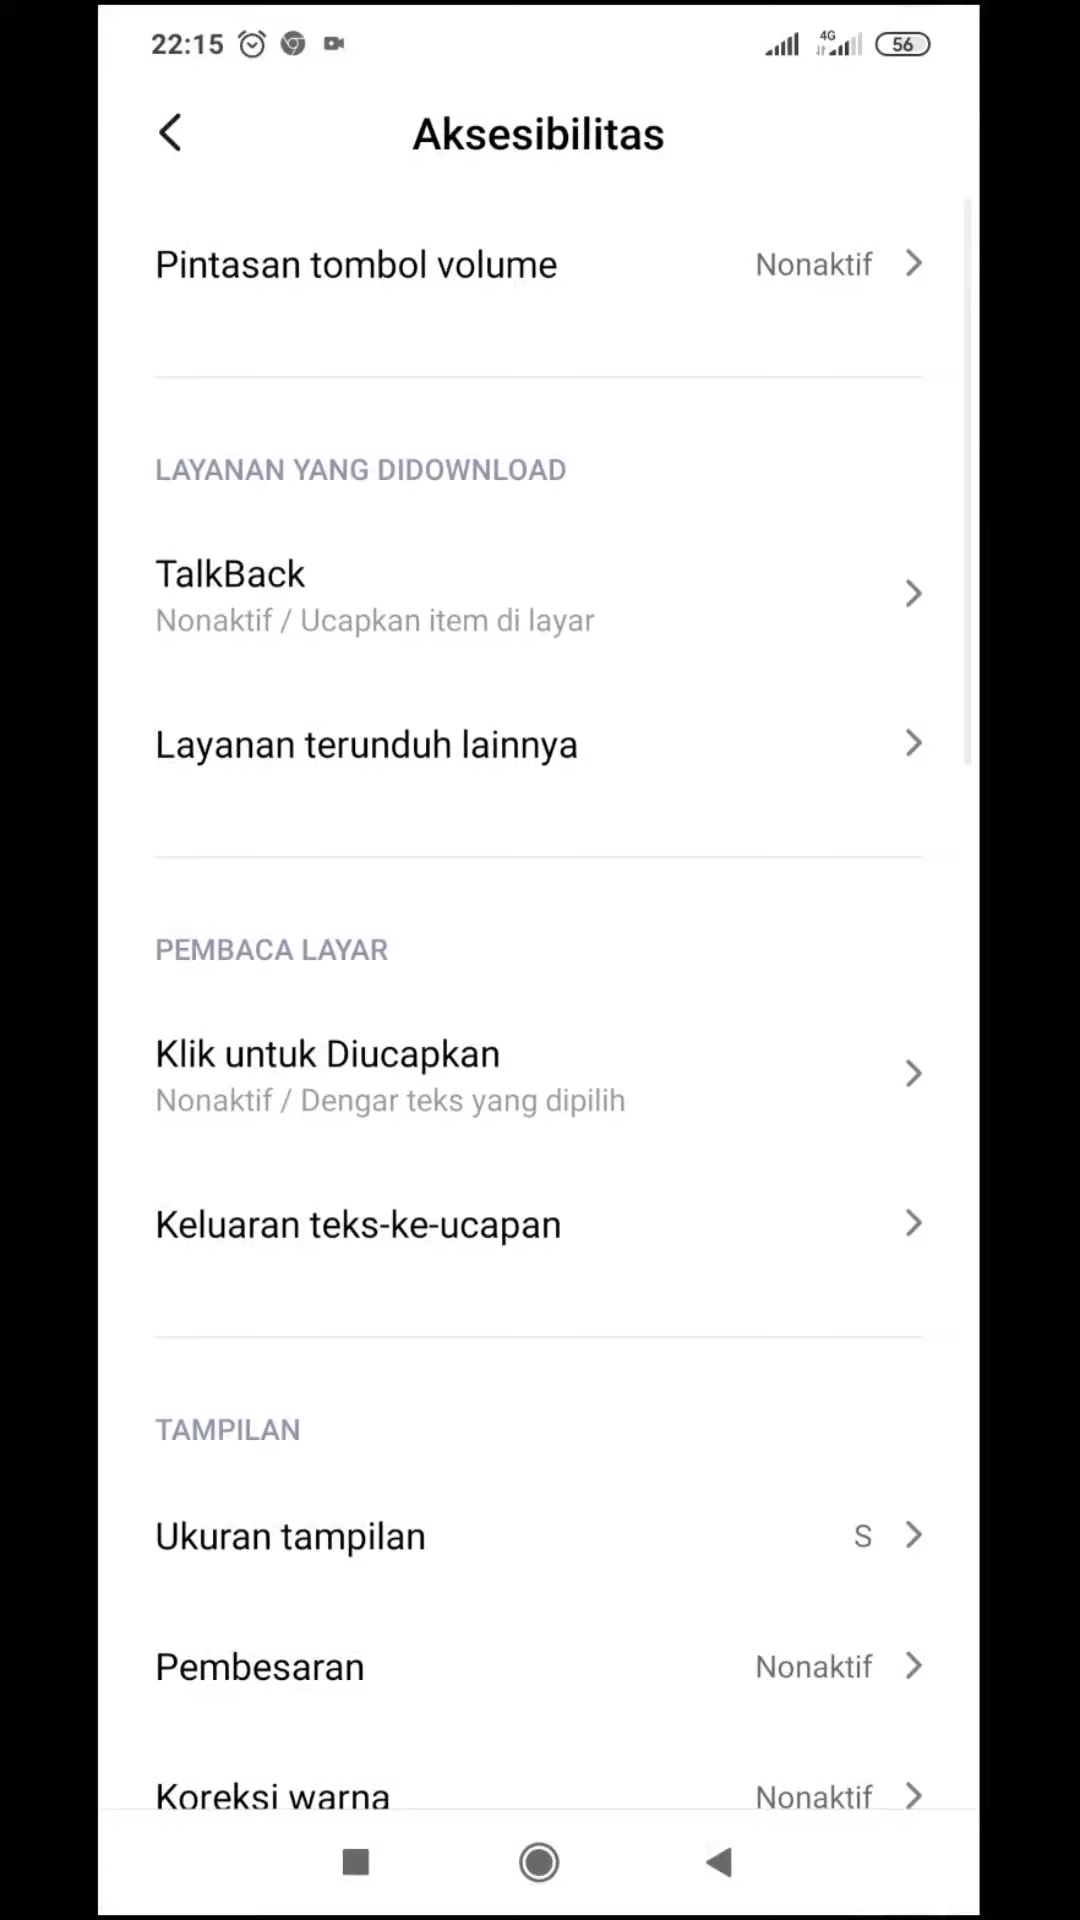 22:15
4G
56
Aksesibilitas
Pintasan tombol volume
Nonaktif
LAYANAN YANG DIDOWNLOAD
TalkBack
Nonaktif / Ucapkan item di layar
Layanan terunduh lainnya
PEMBACA LAYAR
Klik untuk Diucapkan
Nonaktif / Dengar teks yang dipilih
Keluaran teks-ke-ucapan
TAMPILAN
Ukuran tampilan
S
Pembesaran
Nonaktif
Koreksi warna
Nonaktif